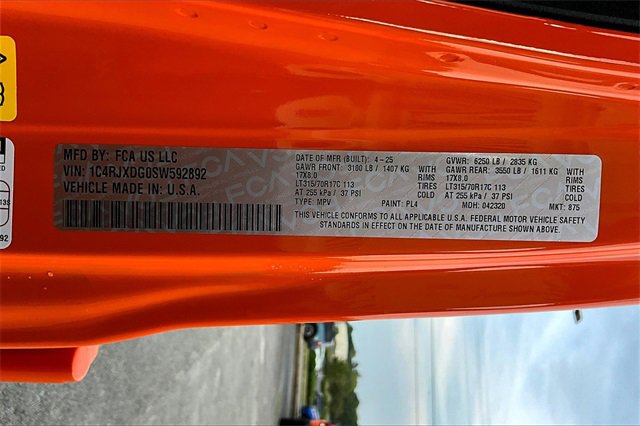 MFD BY: FCA US LLC
VIN: 1C4RJXDG0SW592892
VEHICLE MADE IN U.S.A.
DATE OF MFR (BUILT): 4-25
GVWR: 6250 LB / 2835 KG
GAWR FRONT: 3100 LB / 1407 KG WITH
17X8.0 RIMS
LT315/70R17C 113 TIRES
AT 255 kPa / 37 PSI COLD
GAWR REAR: 3550 LB / 1611 KG WITH
17X8.0 RIMS
LT315/70R17C 113 TIRES
AT 255 kPa / 37 PSI COLD
TYPE: MPV PAINT: PL4 MDH: 042320 MKT: 875
THIS VEHICLE CONFORMS TO ALL APPLICABLE U.S.A. FEDERAL MOTOR VEHICLE SAFETY
STANDARDS IN EFFECT ON THE DATE OF MANUFACTURE SHOWN ABOVE.